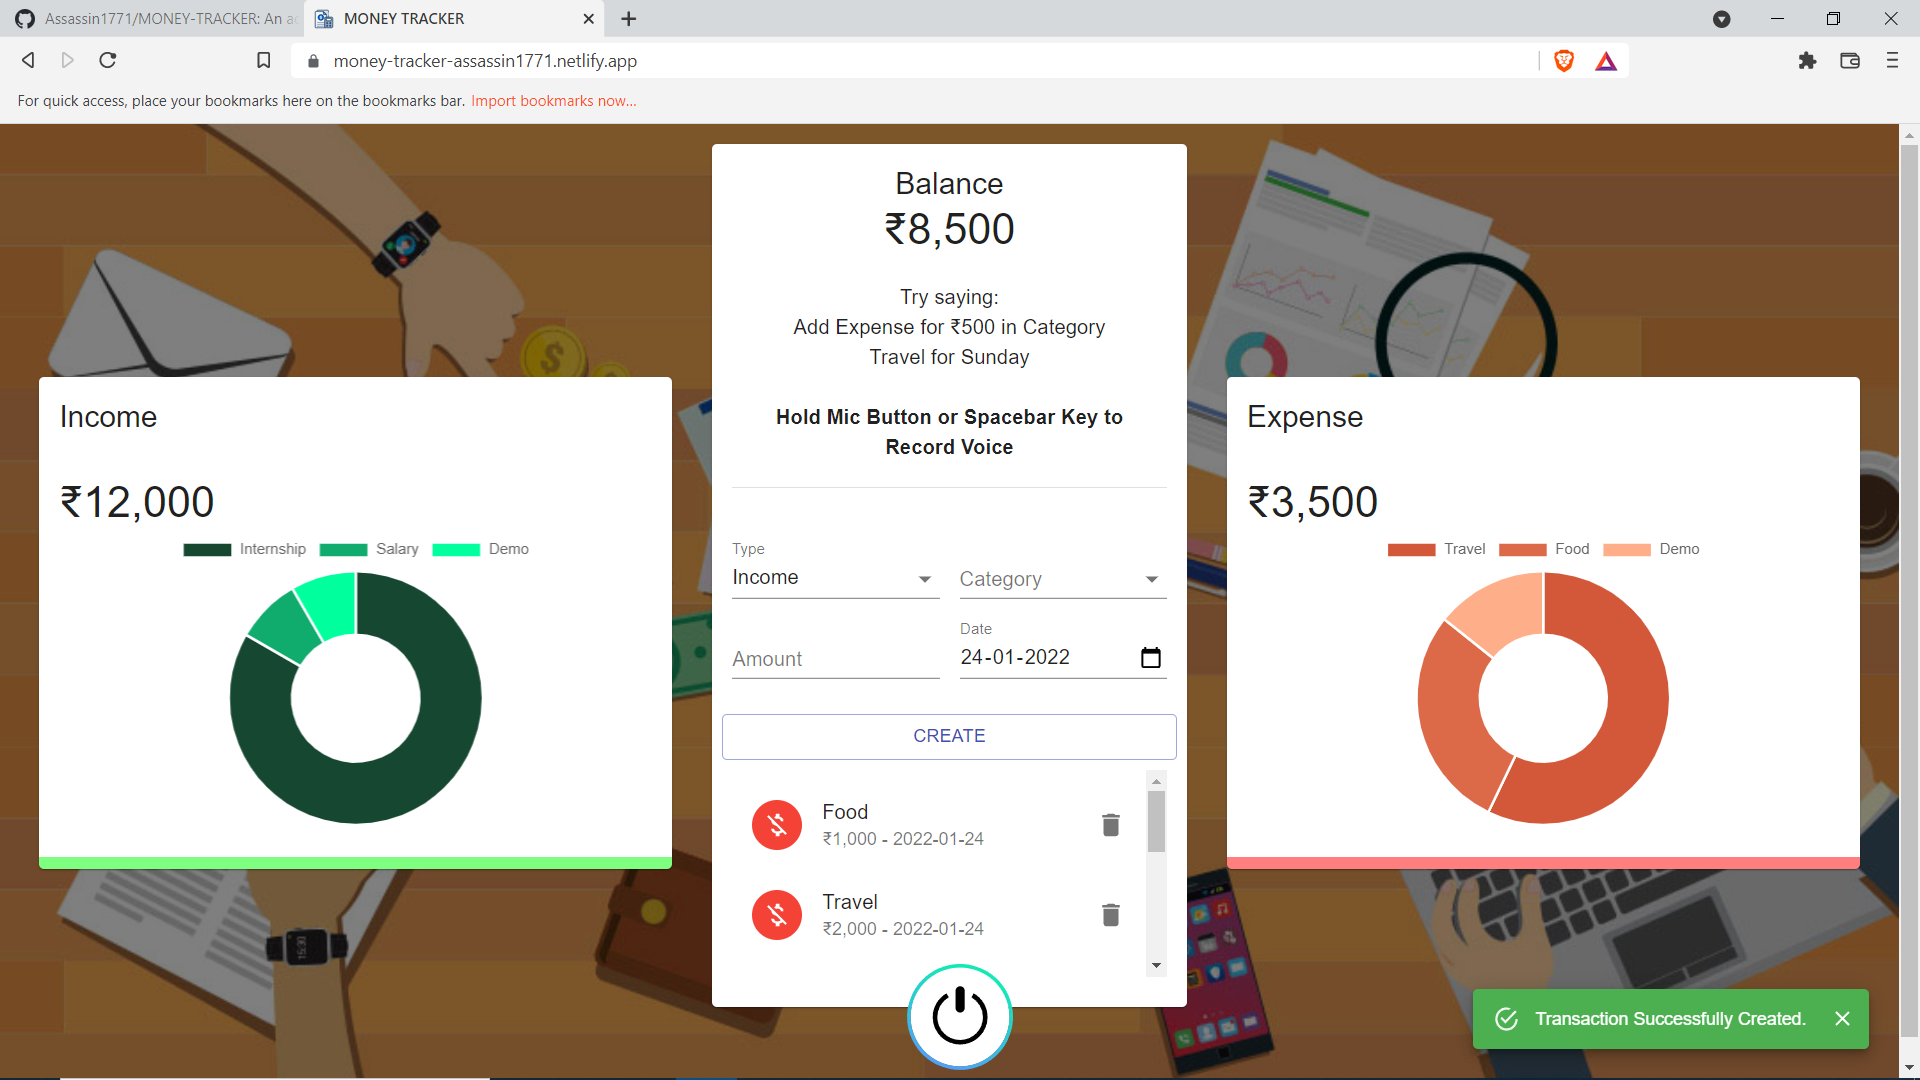 Assassin1771/MONEY-TRACKER: An a
MONEY TRACKER
money-tracker-assassin1771.netlify.app
For quick access, place your bookmarks here on the bookmarks bar. Import bookmarks now...
Balance
₹8,500
Try saying:
Add Expense for ₹500 in Category
Travel for Sunday
Hold Mic Button or Spacebar Key to
Record Voice
Income
₹12,000
Internship Salary Demo
Type
Income
Category
Amount
Date
24-01-2022
CREATE
Food
₹1,000 - 2022-01-24
Travel
₹2,000 - 2022-01-24
Expense
₹3,500
Travel Food Demo
15:30
Transaction Successfully Created.